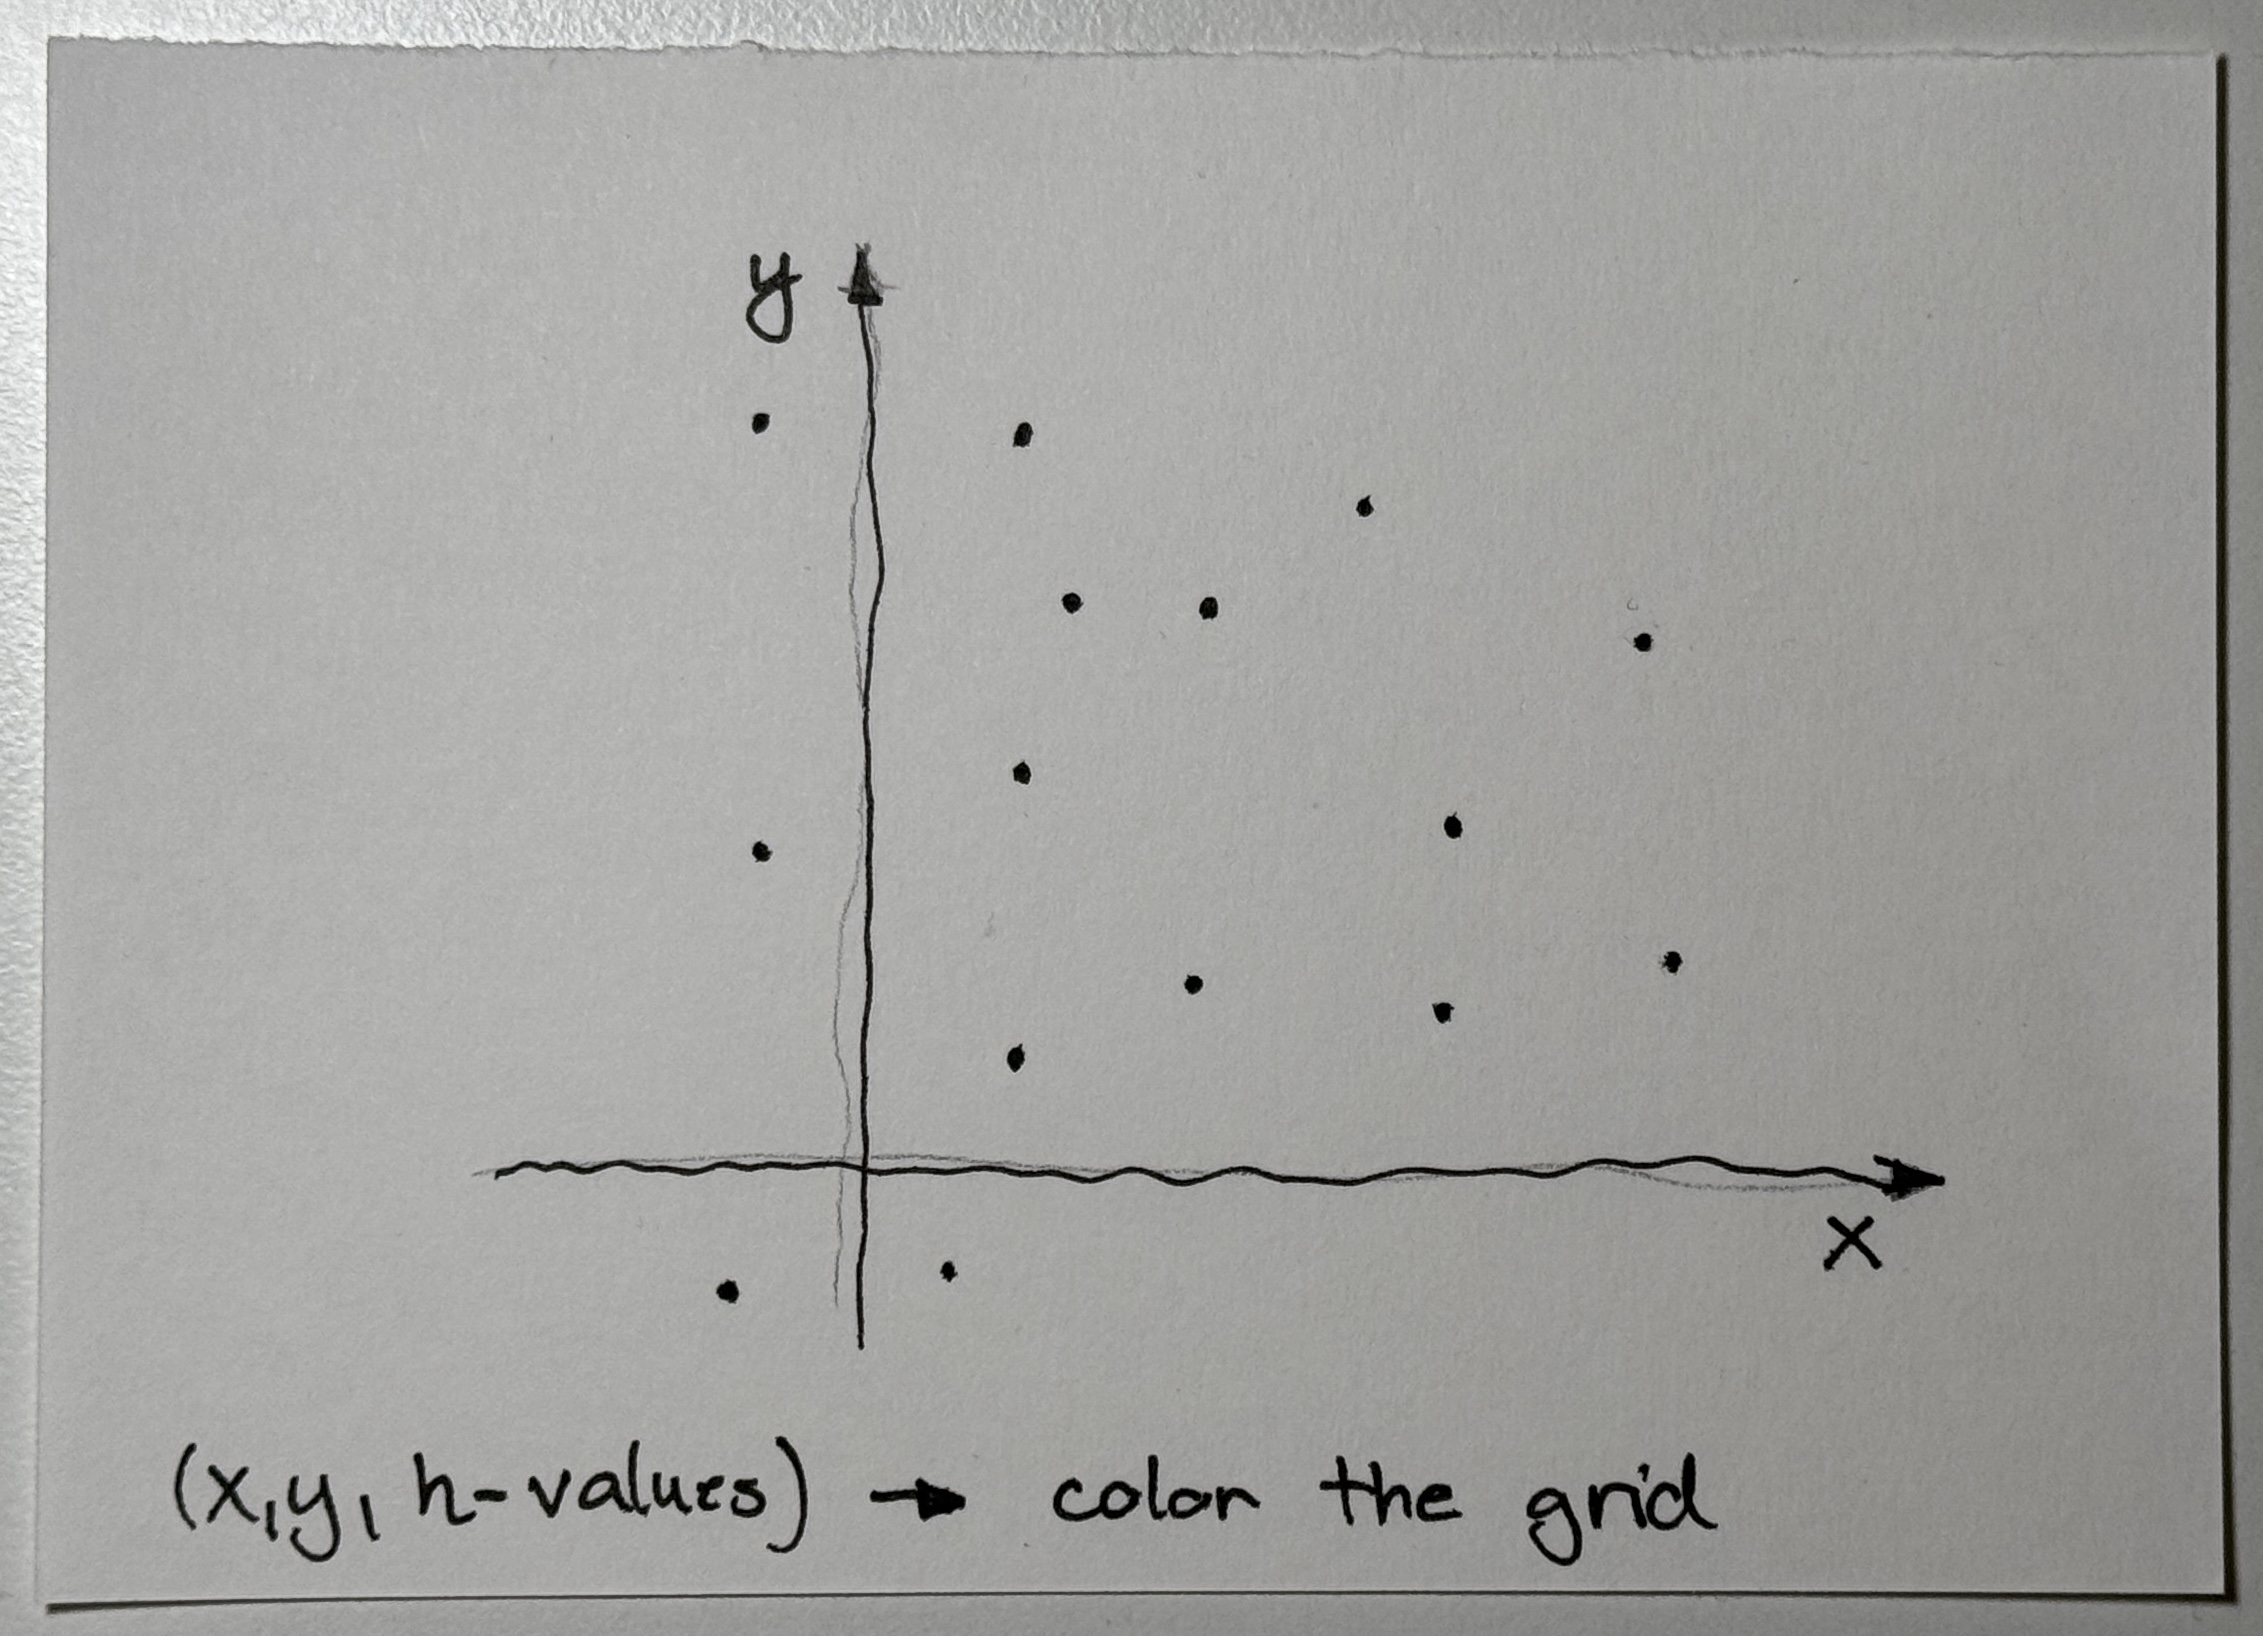 y
x
(x,y, h-values) → color the grid